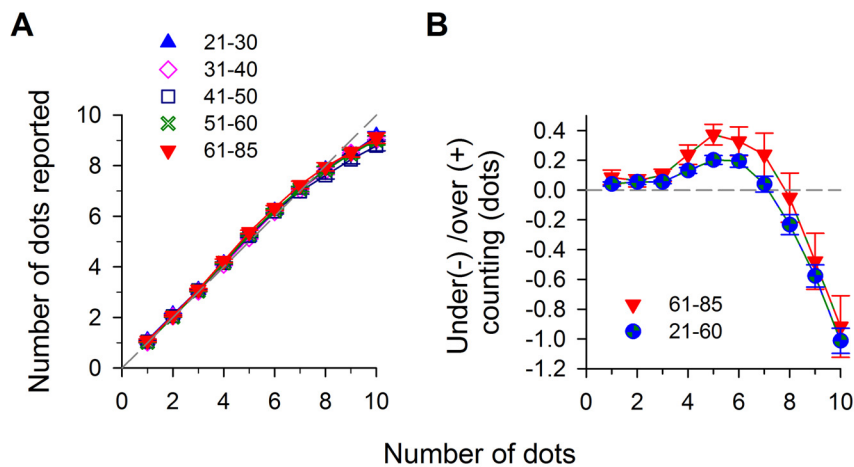 A
21-30
31-40
41-50
51-60
61-85
Number of dots reported
10
8
6
4
2
0
0 2 4 6 8 10
B
Under(-) /over (+)
counting (dots)
0.4
0.2
0.0
-0.2
-0.4
-0.6
-0.8
-1.0
-1.2
61-85
21-60
0 2 4 6 8 10
Number of dots